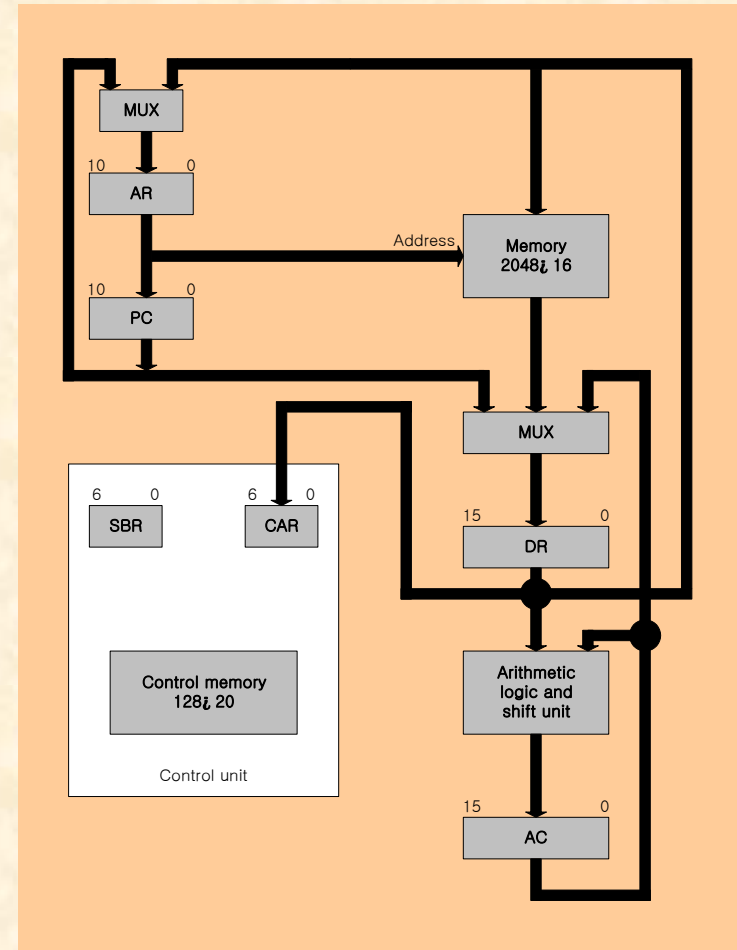 MUX
10 0
AR
Address
Memory
2048¿ 16
10 0
PC
MUX
6 0
SBR
6 0
CAR
15 0
DR
Control memory
128¿ 20
Arithmetic
logic and
shift unit
Control unit
15 0
AC